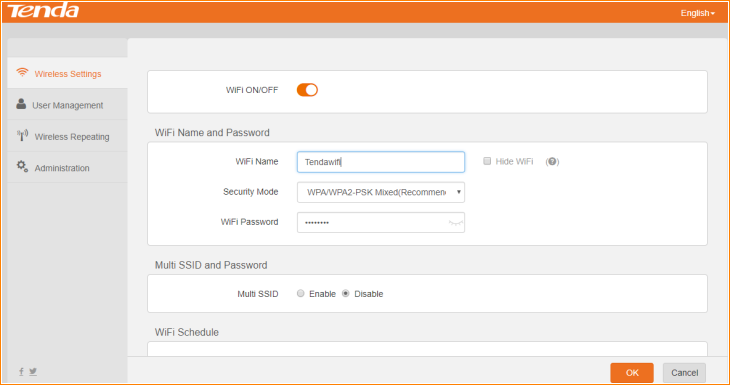 Tenda
English
Wireless Settings
User Management
Wireless Repeating
Administration
WiFi ON/OFF
WiFi Name and Password
WiFi Name Tendawifi Hide WiFi (?)
Security Mode WPA/WPA2-PSK Mixed(Recommen
WiFi Password ••••••••
Multi SSID and Password
Multi SSID Enable Disable
WiFi Schedule
OK Cancel